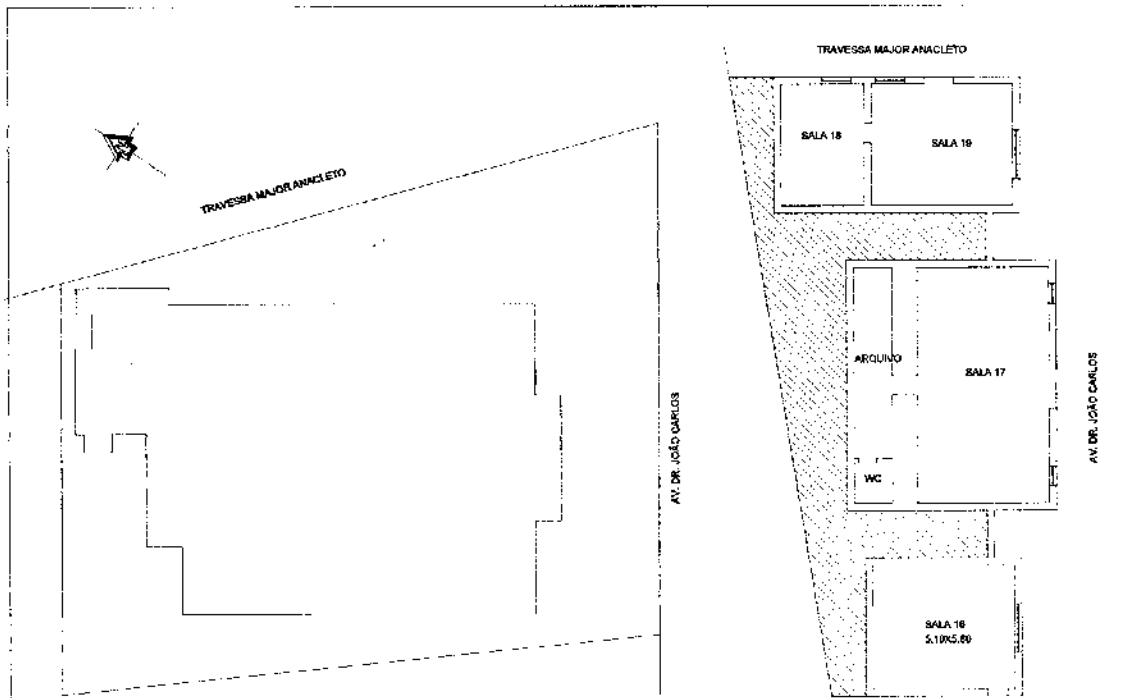 TRAVESSA MAJOR ANACLETO
AV. DR. JOÃO CARLOS
TRAVESSA MAJOR ANACLETO
SALA 18
SALA 19
ARQUIVO
SALA 17
WC
AV. DR. JOÃO CARLOS
SALA 16
5.10X5.60